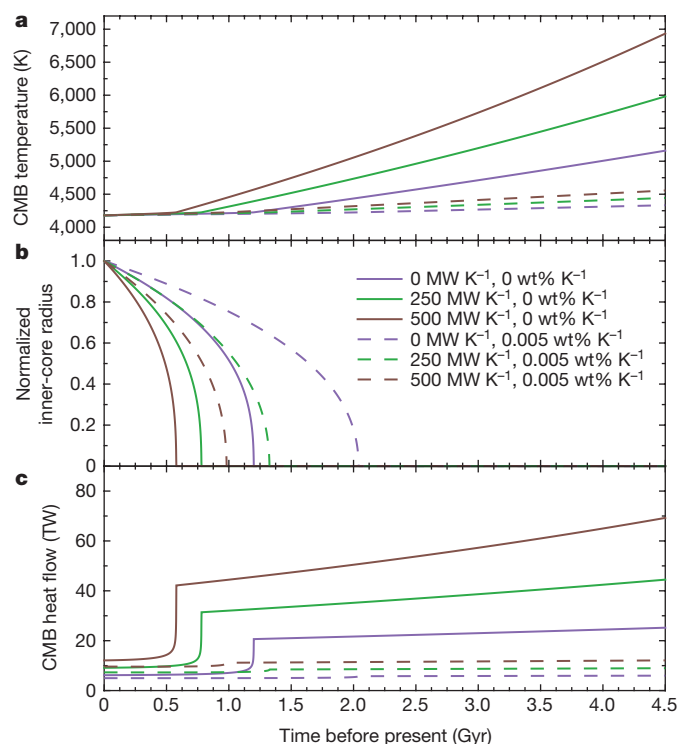 a
CMB temperature (K)
7,000
6,500
6,000
5,500
5,000
4,500
4,000
b
Normalized
inner-core radius
1.0
0.8
0.6
0.4
0.2
0
0 MW K⁻¹, 0 wt% K⁻¹
250 MW K⁻¹, 0 wt% K⁻¹
500 MW K⁻¹, 0 wt% K⁻¹
0 MW K⁻¹, 0.005 wt% K⁻¹
250 MW K⁻¹, 0.005 wt% K⁻¹
500 MW K⁻¹, 0.005 wt% K⁻¹
c
CMB heat flow (TW)
80
60
40
20
0
0 0.5 1.0 1.5 2.0 2.5 3.0 3.5 4.0 4.5
Time before present (Gyr)